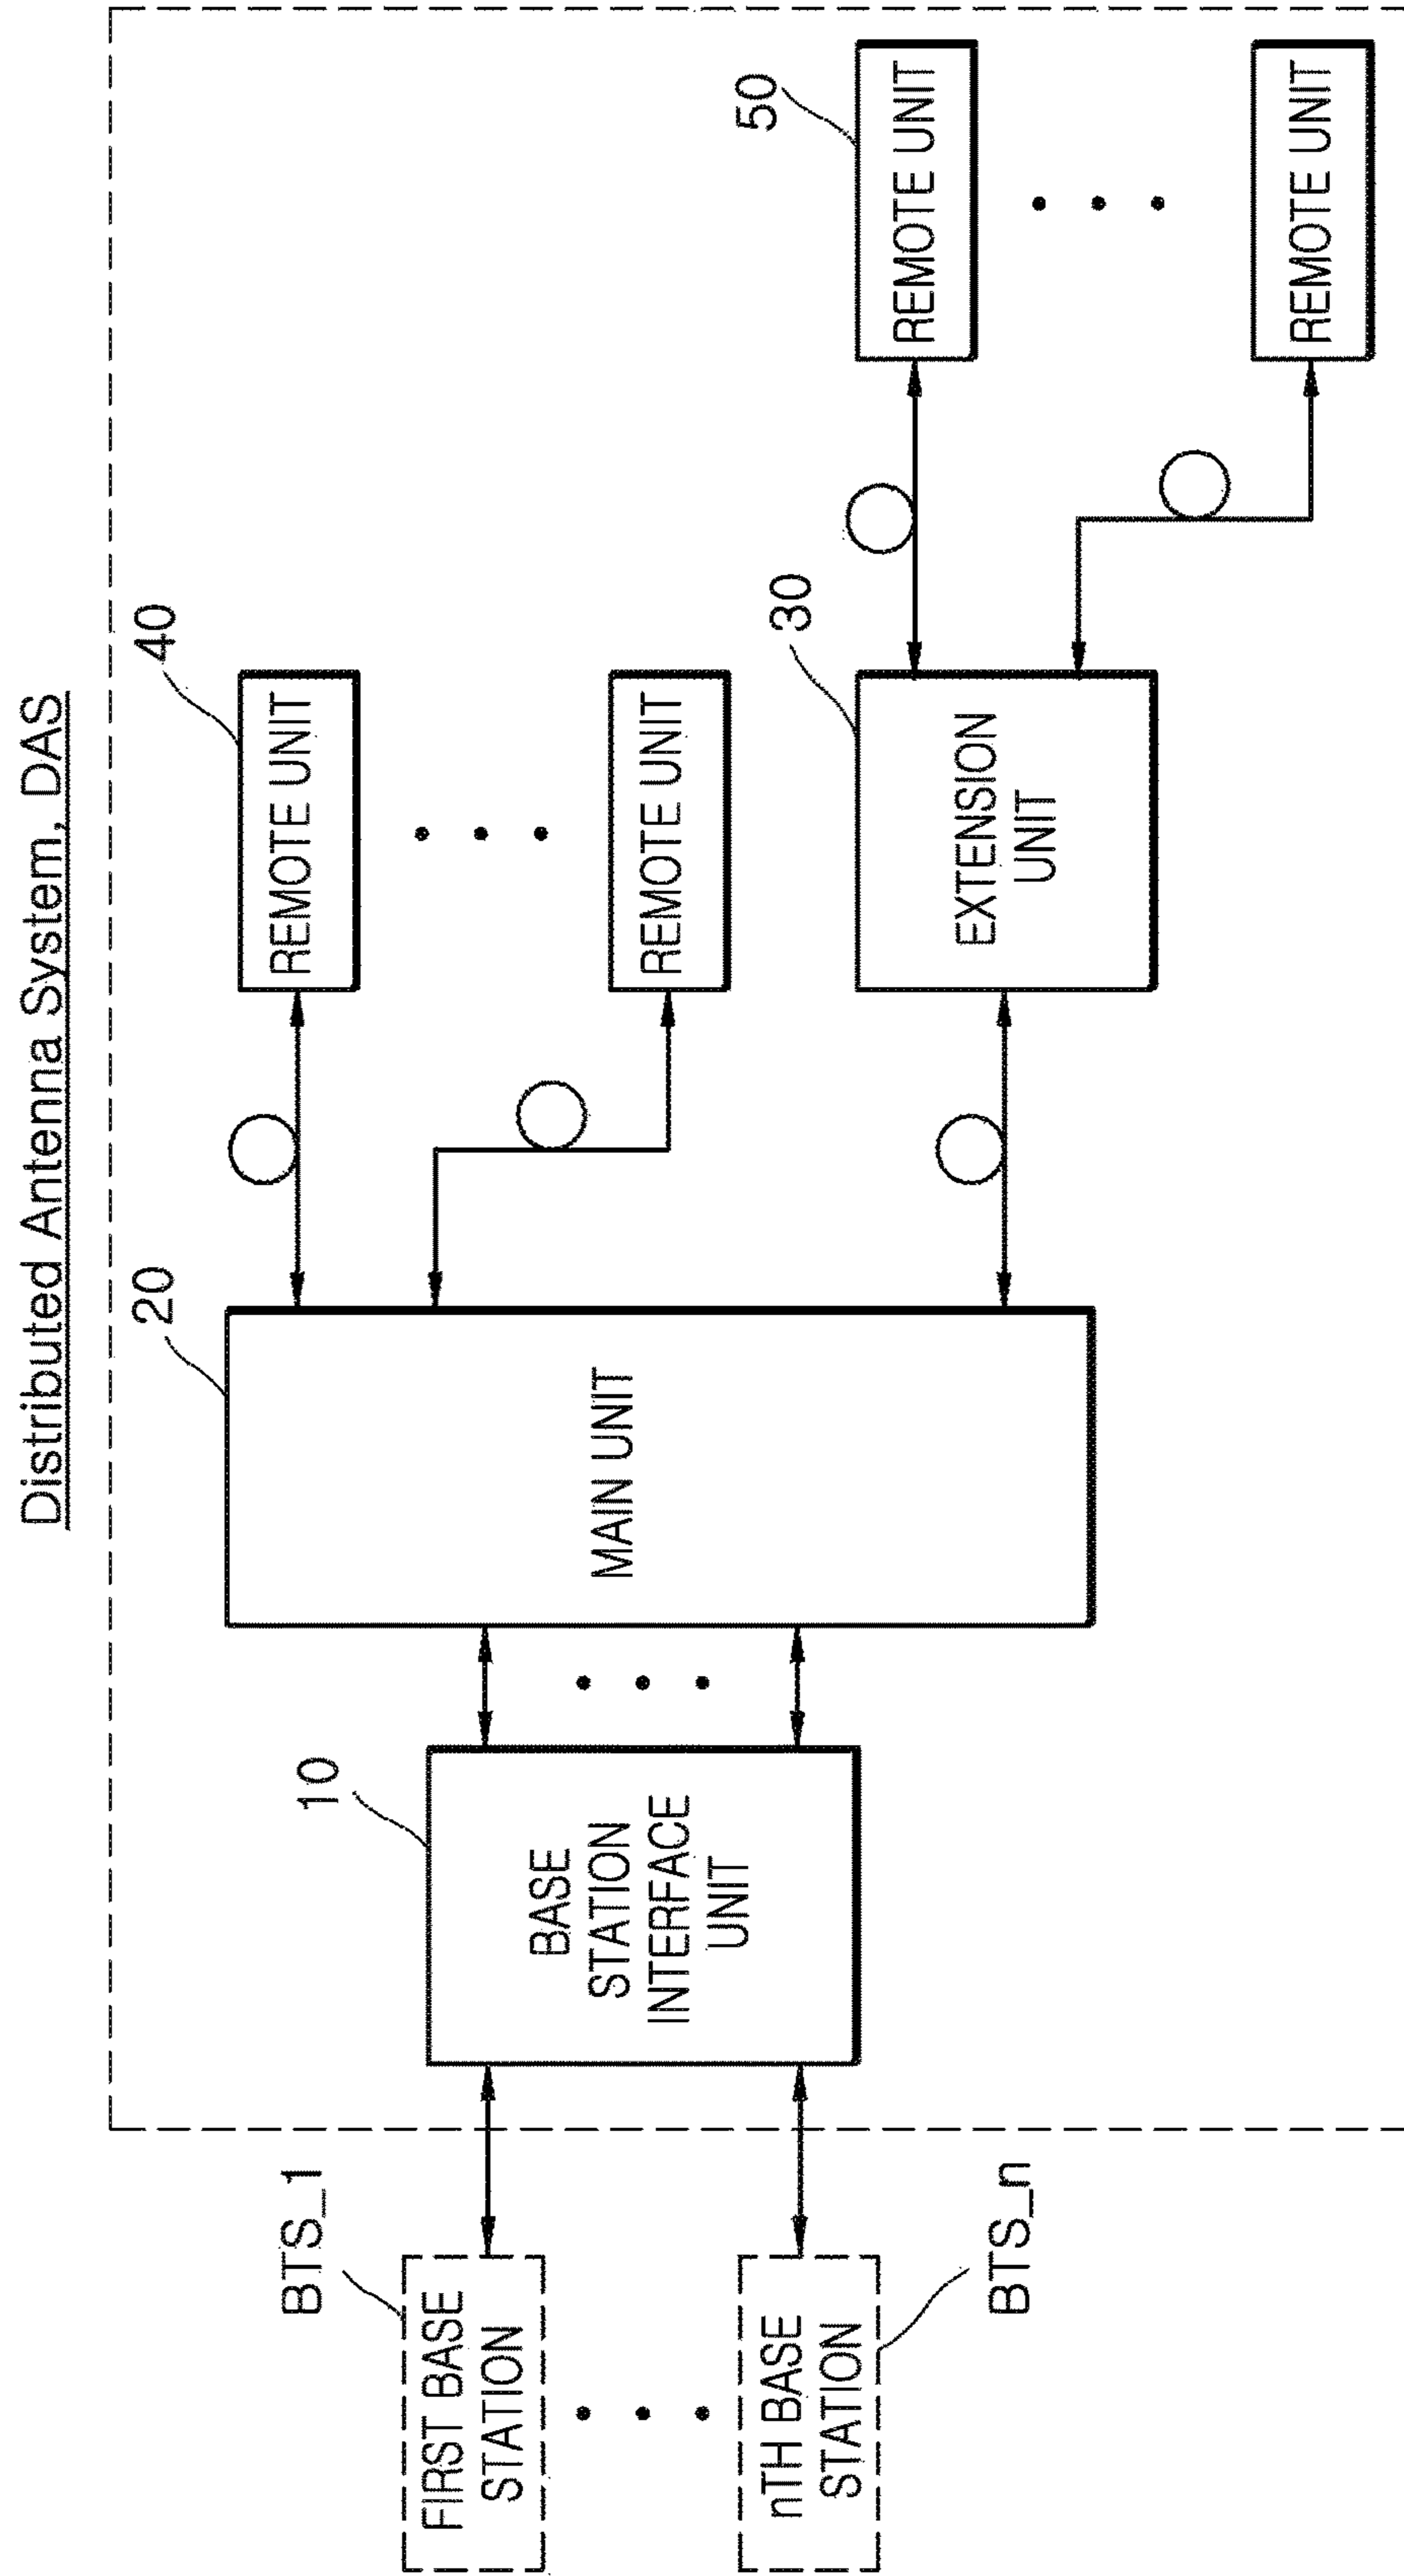 Distributed Antenna System, DAS
BTS_1
FIRST BASE
STATION
nTH BASE
STATION
BTS_n
10
BASE
STATION
INTERFACE
UNIT
20
MAIN UNIT
40
REMOTE UNIT
REMOTE UNIT
30
EXTENSION
UNIT
50
REMOTE UNIT
REMOTE UNIT